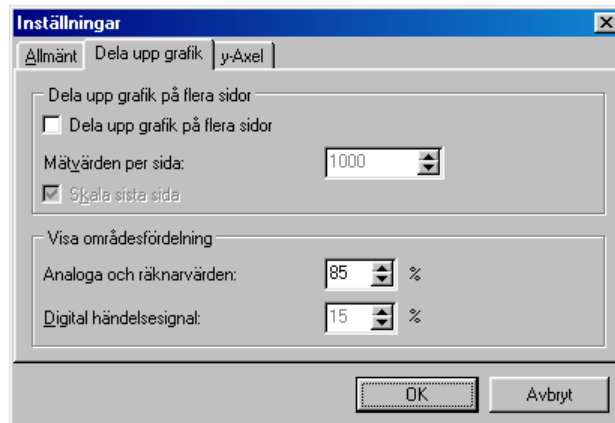 Inställningar
Allmänt Dela upp grafik y-Axel
Dela upp grafik på flera sidor
Dela upp grafik på flera sidor
Mätvärden per sida: 1000
Skala sista sida
Visa områdesfördelning
Analoga och räknarvärden: 85 %
Digital händelsesignal: 15 %
OK Avbryt